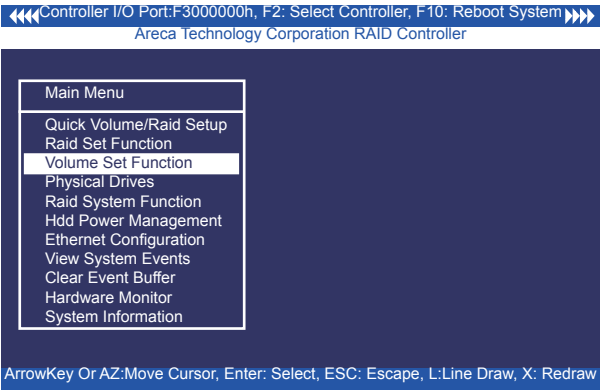 Controller I/O Port:F3000000h, F2: Select Controller, F10: Reboot System
Areca Technology Corporation RAID Controller
Main Menu
Quick Volume/Raid Setup
Raid Set Function
Volume Set Function
Physical Drives
Raid System Function
Hdd Power Management
Ethernet Configuration
View System Events
Clear Event Buffer
Hardware Monitor
System Information
ArrowKey Or AZ:Move Cursor, Enter: Select, ESC: Escape, L:Line Draw, X: Redraw